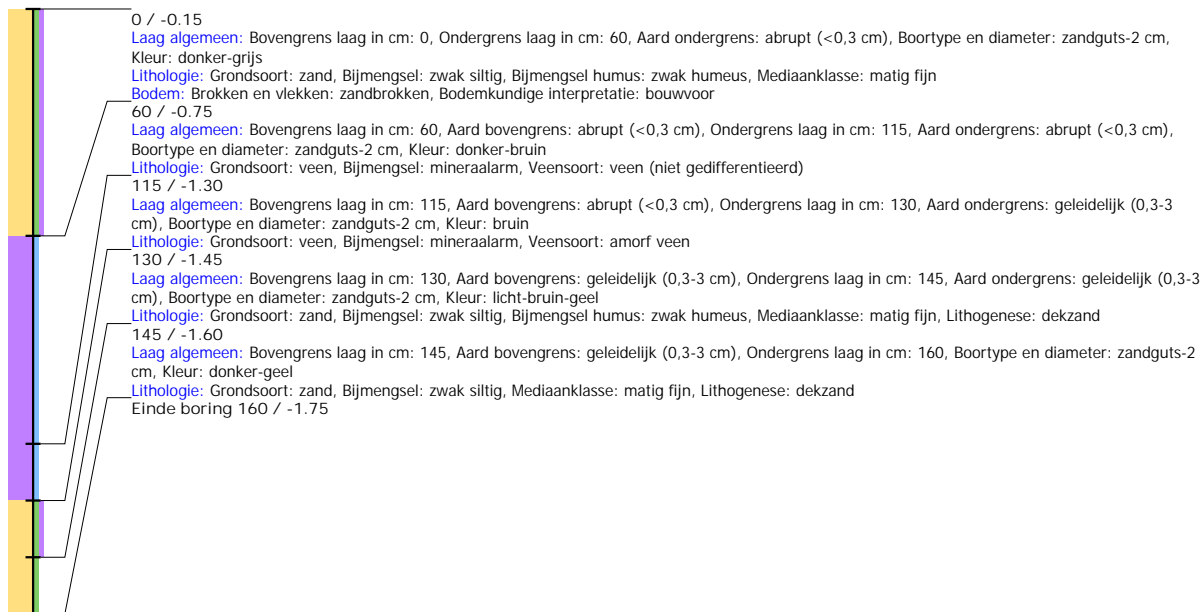 0 / -0.15
Laag algemeen: Bovengrens laag in cm: 0, Ondergrens laag in cm: 60, Aard ondergrens: abrupt (<0,3 cm), Boortype en diameter: zandguts-2 cm,
Kleur: donker-grijs
Lithologie: Grondsoort: zand, Bijmengsel: zwak siltig, Bijmengsel humus: zwak humeus, Mediaanklasse: matig fijn
Bodem: Brokken en vlekken: zandbrokken, Bodemkundige interpretatie: bouwvoor
60 / -0.75
Laag algemeen: Bovengrens laag in cm: 60, Aard bovengrens: abrupt (<0,3 cm), Ondergrens laag in cm: 115, Aard ondergrens: abrupt (<0,3 cm),
Boortype en diameter: zandguts-2 cm, Kleur: donker-bruin
Lithologie: Grondsoort: veen, Bijmengsel: mineraalarm, Veensoort: veen (niet gedifferentieerd)
115 / -1.30
Laag algemeen: Bovengrens laag in cm: 115, Aard bovengrens: abrupt (<0,3 cm), Ondergrens laag in cm: 130, Aard ondergrens: geleidelijk (0,3-3
cm), Boortype en diameter: zandguts-2 cm, Kleur: bruin
Lithologie: Grondsoort: veen, Bijmengsel: mineraalarm, Veensoort: amorf veen
130 / -1.45
Laag algemeen: Bovengrens laag in cm: 130, Aard bovengrens: geleidelijk (0,3-3 cm), Ondergrens laag in cm: 145, Aard ondergrens: geleidelijk (0,3-3
cm), Boortype en diameter: zandguts-2 cm, Kleur: licht-bruin-geel
Lithologie: Grondsoort: zand, Bijmengsel: zwak siltig, Bijmengsel humus: zwak humeus, Mediaanklasse: matig fijn, Lithogenese: dekzand
145 / -1.60
Laag algemeen: Bovengrens laag in cm: 145, Aard bovengrens: geleidelijk (0,3-3 cm), Ondergrens laag in cm: 160, Boortype en diameter: zandguts-2
cm, Kleur: donker-geel
Lithologie: Grondsoort: zand, Bijmengsel: zwak siltig, Mediaanklasse: matig fijn, Lithogenese: dekzand
Einde boring 160 / -1.75